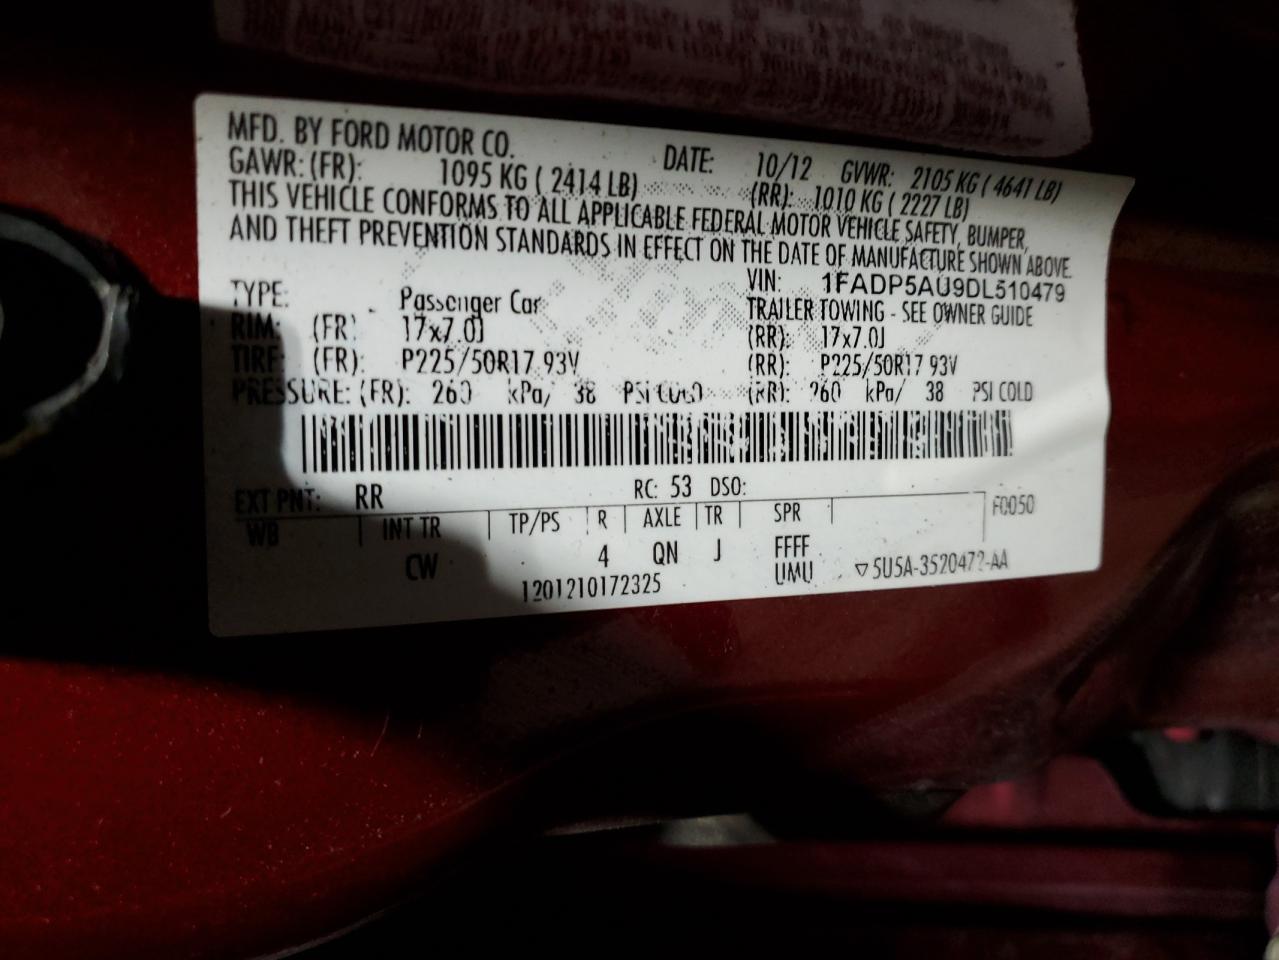 MFD. BY FORD MOTOR CO.
DATE: 10/12 GVWR: 2105 KG ( 4641 LB)
GAWR: (FR): 1095 KG ( 2414 LB) (RR): 1010 KG ( 2227 LB)
THIS VEHICLE CONFORMS TO ALL APPLICABLE FEDERAL MOTOR VEHICLE SAFETY, BUMPER,
AND THEFT PREVENTION STANDARDS IN EFFECT ON THE DATE OF MANUFACTURE SHOWN ABOVE.
VIN: 1FADP5AU9DL510479
TYPE: Passenger Car TRAILER TOWING - SEE OWNER GUIDE
RIM: (FR) 17x7.0J (RR): 17x7.0J
TIRE (FR): P225/50R17 93V (RR): P225/50R17 93V
PRESSURE: (FR): 260 kPa/ 38 PSI COLD (RR): 260 kPa/ 38 PSI COLD
EXT PNT: RR RC: 53 DSO:
WB INT TR TP/PS R AXLE TR SPR F0050
CW 4 QN J FFFF
UMU
1201210172325 ▽5U5A-3520472-AA